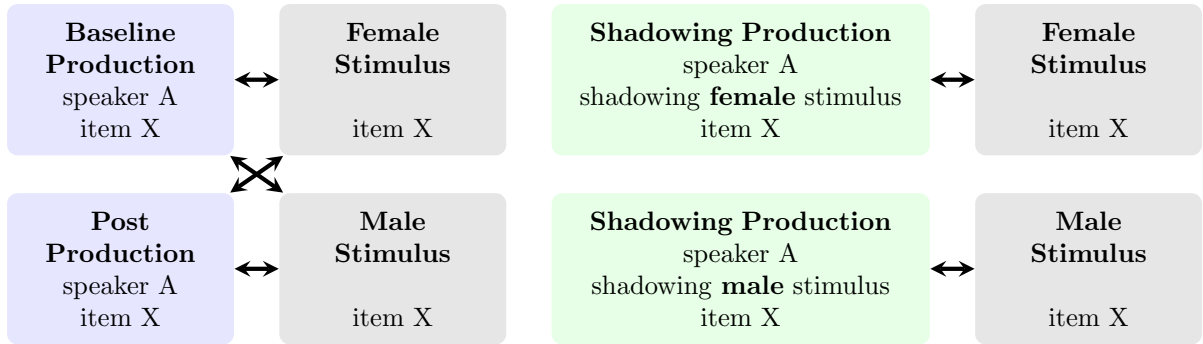 Baseline
Production
speaker A
item X
Female
Stimulus
item X
Shadowing Production
speaker A
shadowing female stimulus
item X
Female
Stimulus
item X
Post
Production
speaker A
item X
Male
Stimulus
item X
Shadowing Production
speaker A
shadowing male stimulus
item X
Male
Stimulus
item X